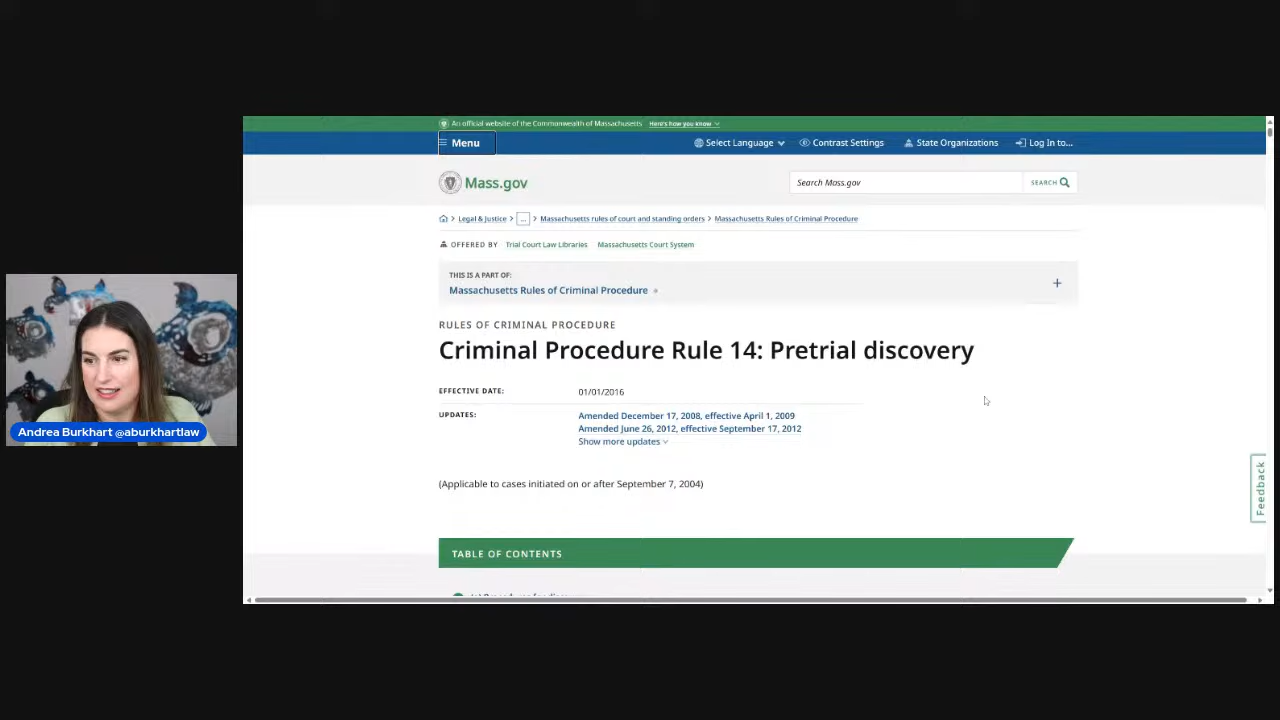 An official website of the Commonwealth of Massachusetts Here's how you know
Menu
Select Language
Contrast Settings
State Organizations
Log In to...
Mass.gov
Search Mass.gov
SEARCH
Legal & Justice > ... > Massachusetts rules of court and standing orders > Massachusetts Rules of Criminal Procedure
OFFERED BY Trial Court Law Libraries Massachusetts Court System
THIS IS A PART OF:
Massachusetts Rules of Criminal Procedure
RULES OF CRIMINAL PROCEDURE
Criminal Procedure Rule 14: Pretrial discovery
EFFECTIVE DATE: 01/01/2016
UPDATES: Amended December 17, 2008, effective April 1, 2009
Amended June 26, 2012, effective September 17, 2012
Show more updates
(Applicable to cases initiated on or after September 7, 2004)
Feedback
TABLE OF CONTENTS
Andrea Burkhart @aburkhartlaw